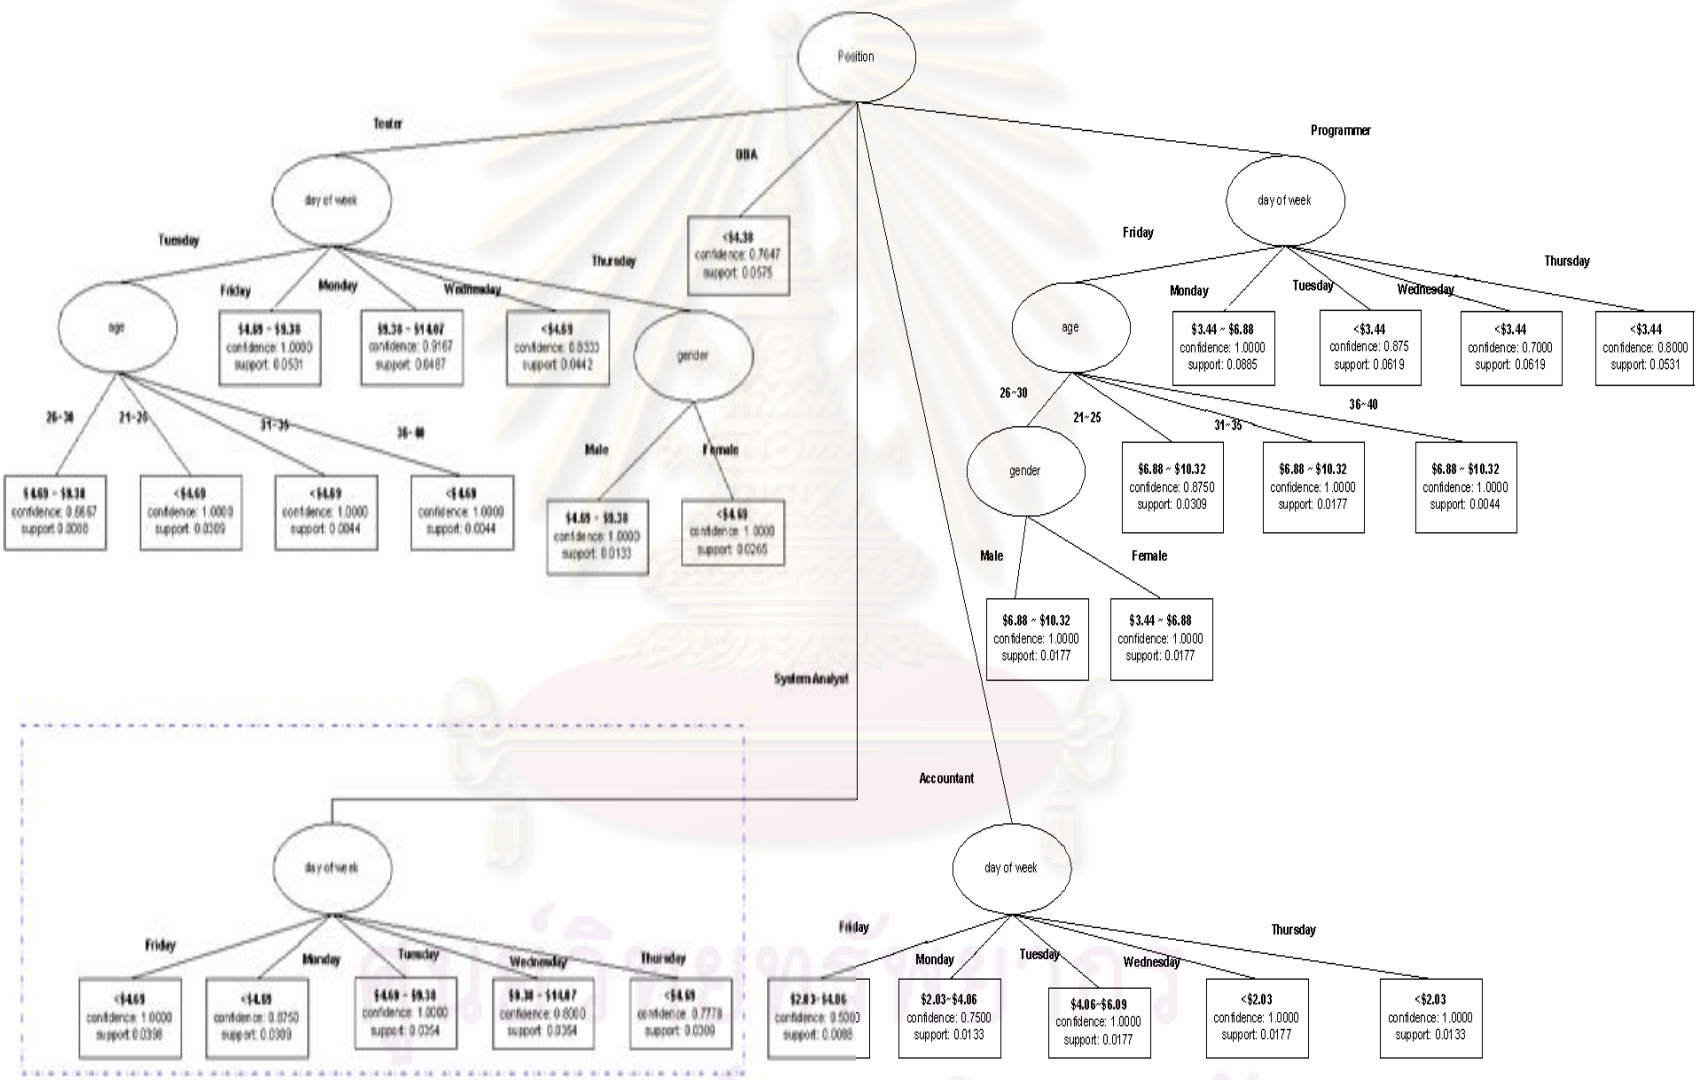 Position
Tester
DBA
Programmer
day of week
day of week
Tuesday
Friday
Monday
Wednesday
Thursday
<$4.38
confidence: 0.7647
support: 0.0575
Friday
Monday
Tuesday
Wednesday
Thursday
age
$4.69 ~ $9.38
confidence: 1.0000
support: 0.0531
$9.38 ~ $14.07
confidence: 0.9167
support: 0.0487
<$4.69
confidence: 0.8333
support: 0.0442
gender
age
$3.44 ~ $6.88
confidence: 1.0000
support: 0.0885
<$3.44
confidence: 0.875
support: 0.0619
<$3.44
confidence: 0.7000
support: 0.0619
<$3.44
confidence: 0.8000
support: 0.0531
26~30
21~25
31~35
36~40
Male
Female
26~30
21~25
31~35
36~40
$4.69 ~ $9.38
confidence: 0.6667
support: 0.0088
<$4.69
confidence: 1.0000
support: 0.0309
<$4.69
confidence: 1.0000
support: 0.0044
<$4.69
confidence: 1.0000
support: 0.0044
$4.69 ~ $9.38
confidence: 1.0000
support: 0.0133
<$4.69
confidence: 1.0000
support: 0.0265
gender
$6.88 ~ $10.32
confidence: 0.8750
support: 0.0309
$6.88 ~ $10.32
confidence: 1.0000
support: 0.0177
$6.88 ~ $10.32
confidence: 1.0000
support: 0.0044
Male
Female
$6.88 ~ $10.32
confidence: 1.0000
support: 0.0177
$3.44 ~ $6.88
confidence: 1.0000
support: 0.0177
System Analyst
Accountant
day of week
day of week
Friday
Monday
Tuesday
Wednesday
Thursday
Friday
Monday
Tuesday
Wednesday
Thursday
<$4.69
confidence: 1.0000
support: 0.0398
<$4.69
confidence: 0.8750
support: 0.0309
$4.69 ~ $9.38
confidence: 1.0000
support: 0.0354
$9.38 ~ $14.07
confidence: 0.8000
support: 0.0354
<$4.69
confidence: 0.7778
support: 0.0309
$2.03~$4.06
confidence: 0.5000
support: 0.0088
$2.03~$4.06
confidence: 0.7500
support: 0.0133
$4.06~$6.09
confidence: 1.0000
support: 0.0177
<$2.03
confidence: 1.0000
support: 0.0177
<$2.03
confidence: 1.0000
support: 0.0133